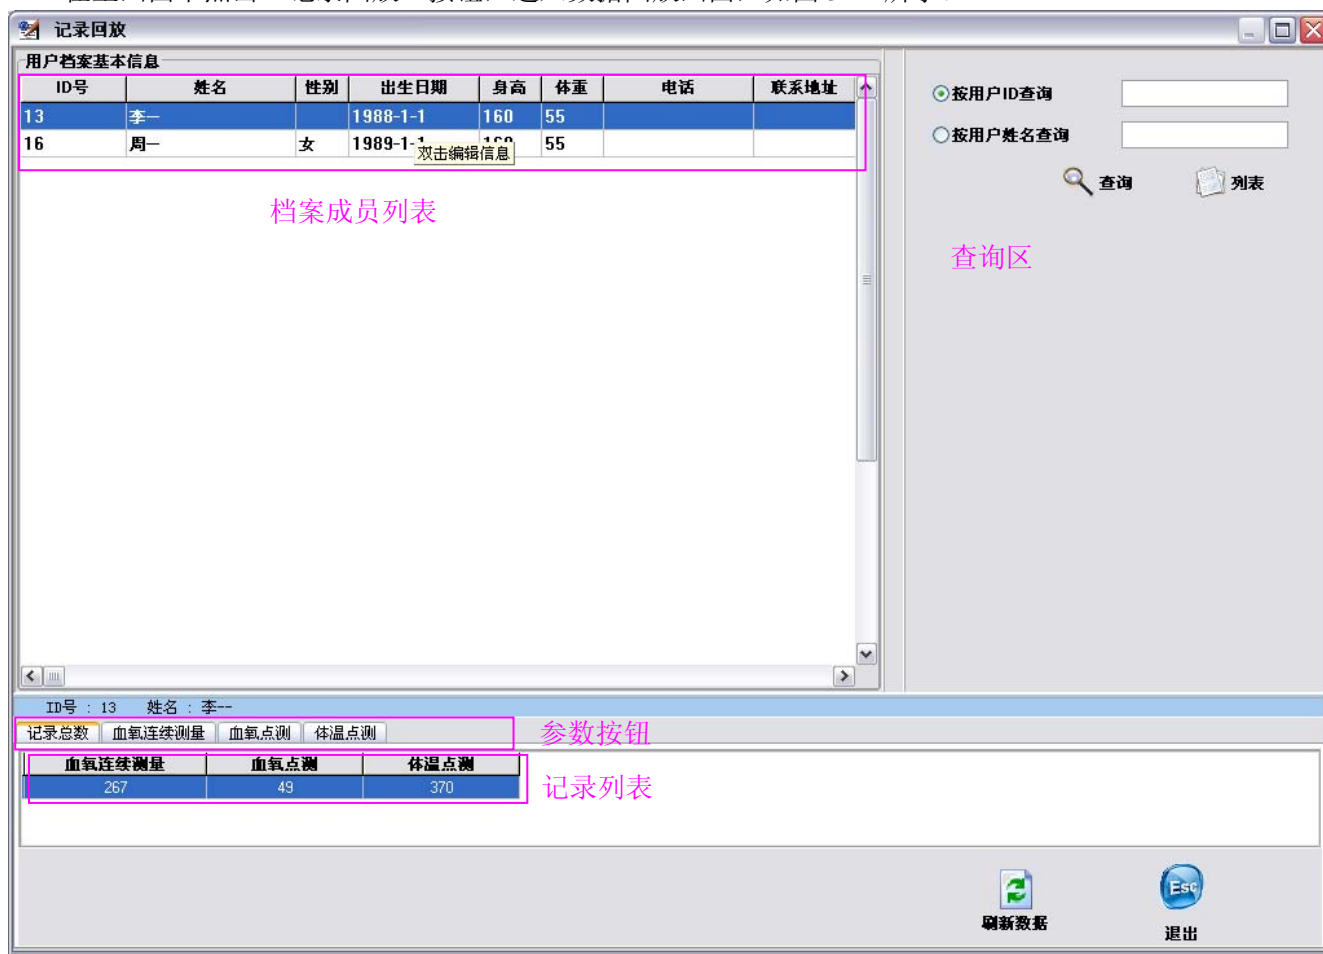 记录回放
用户档案基本信息
ID号 姓名 性别 出生日期 身高 体重 电话 联系地址
13 李一 1988-1-1 160 55
16 周一 女 1989-1-1 55
双击编辑信息
档案成员列表
按用户ID查询
按用户姓名查询
查询 列表
查询区
ID号 : 13 姓名 : 李--
记录总数 血氧连续测量 血氧点测 体温点测
参数按钮
血氧连续测量 血氧点测 体温点测
267 49 370
记录列表
Esc
刷新数据
退出